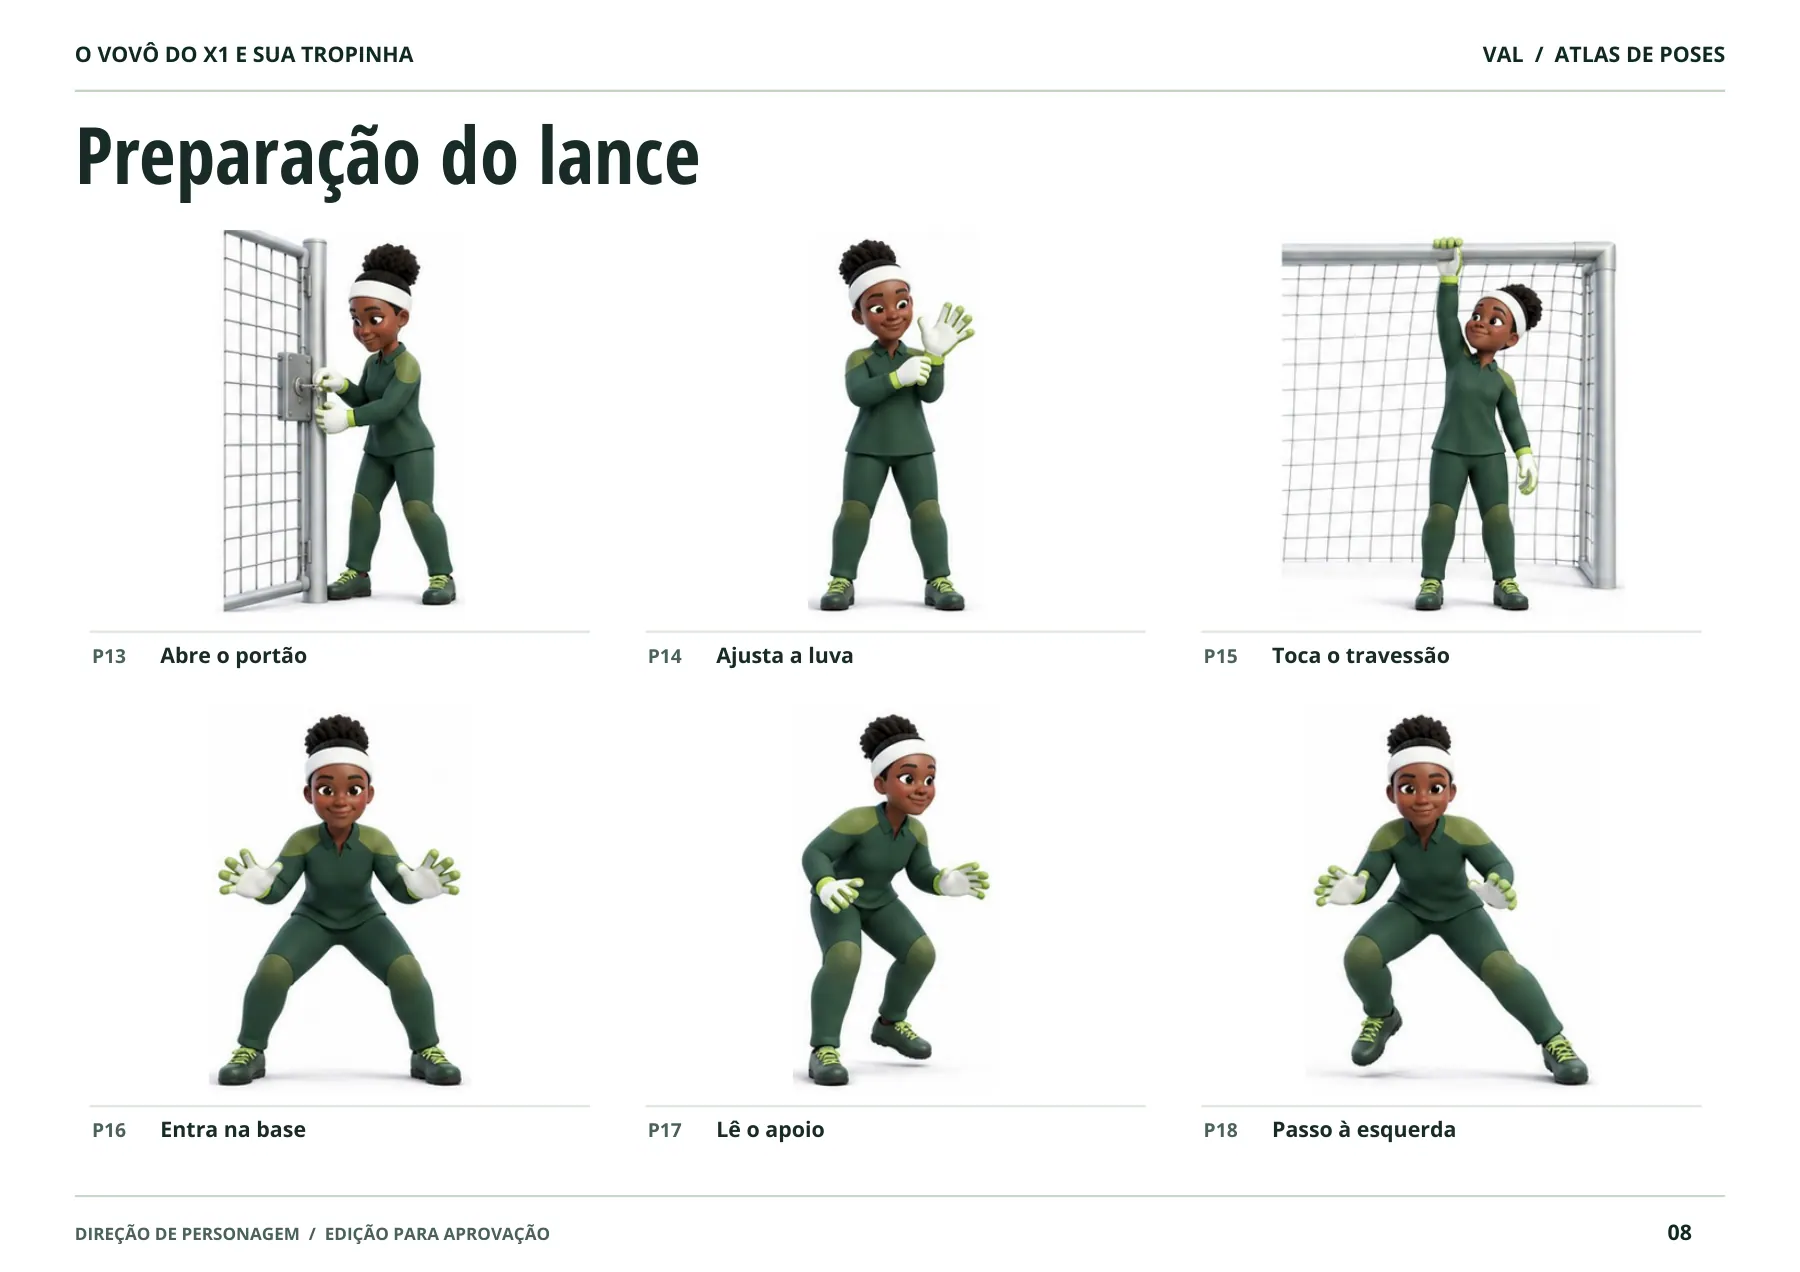 O VOVÔ DO X1 E SUA TROPINHA
VAL / ATLAS DE POSES
Preparação do lance
P13 Abre o portão
P14 Ajusta a luva
P15 Toca o travessão
P16 Entra na base
P17 Lê o apoio
P18 Passo à esquerda
DIREÇÃO DE PERSONAGEM / EDIÇÃO PARA APROVAÇÃO
08